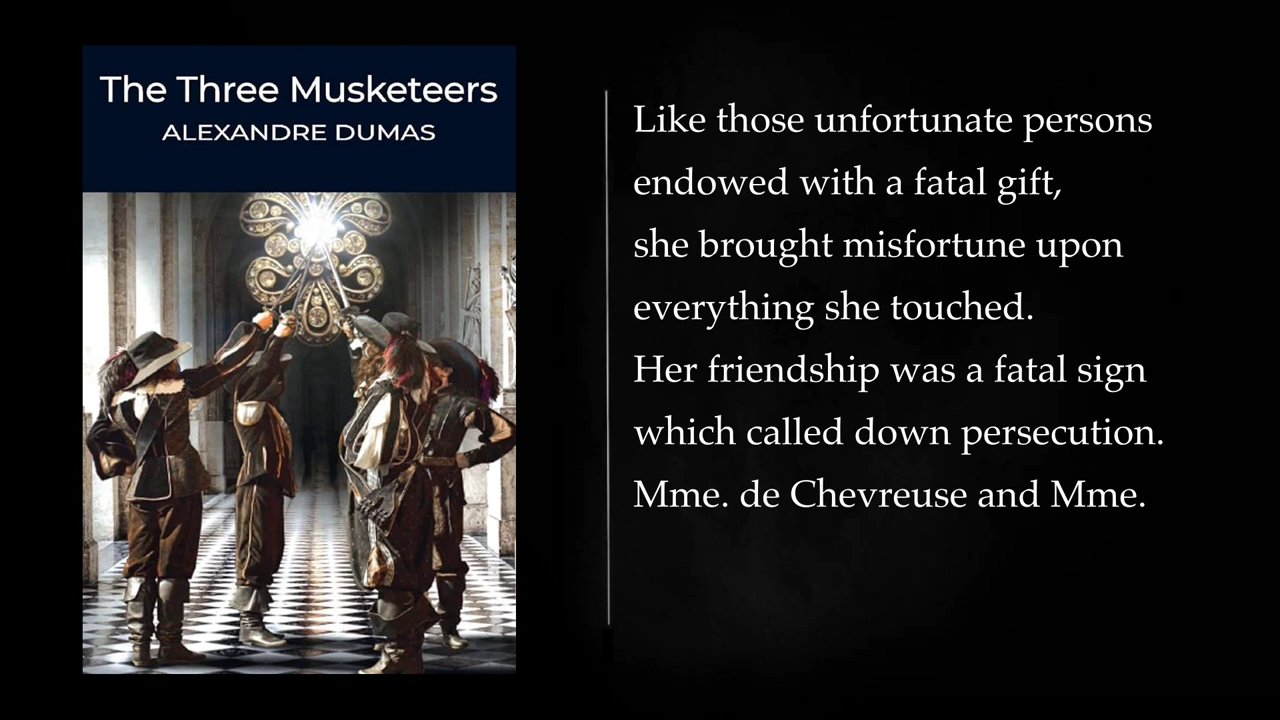 The Three Musketeers
ALEXANDRE DUMAS
Like those unfortunate persons
endowed with a fatal gift,
she brought misfortune upon
everything she touched.
Her friendship was a fatal sign
which called down persecution.
Mme. de Chevreuse and Mme.